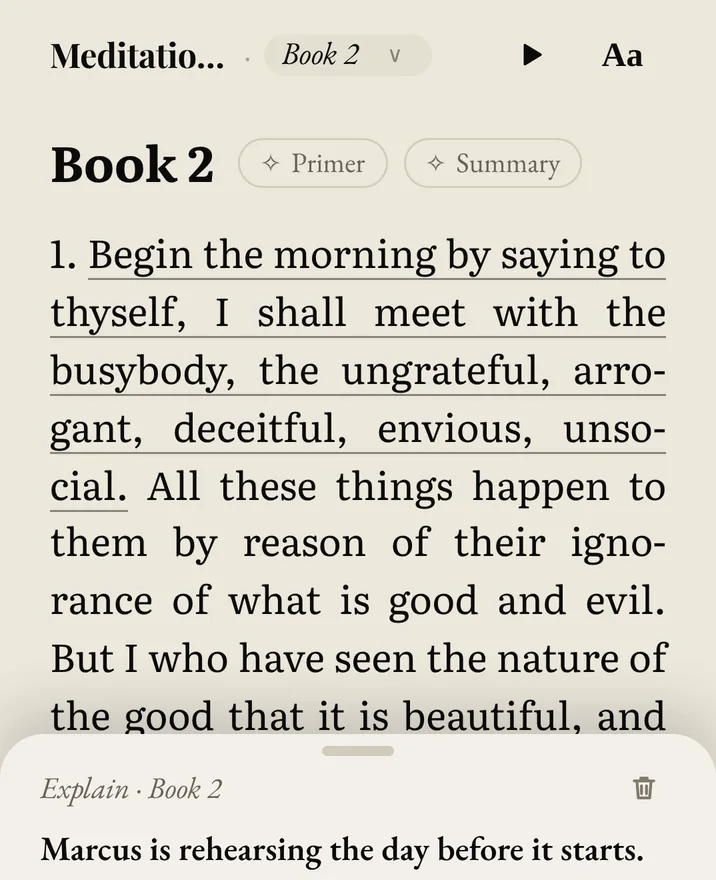 Meditatio... · Book 2 ∨ Aa
Book 2 Primer Summary
1. Begin the morning by saying to
thyself, I shall meet with the
busybody, the ungrateful, arro-
gant, deceitful, envious, unso-
cial. All these things happen to
them by reason of their igno-
rance of what is good and evil.
But I who have seen the nature of
the good that it is beautiful, and
Explain · Book 2
Marcus is rehearsing the day before it starts.